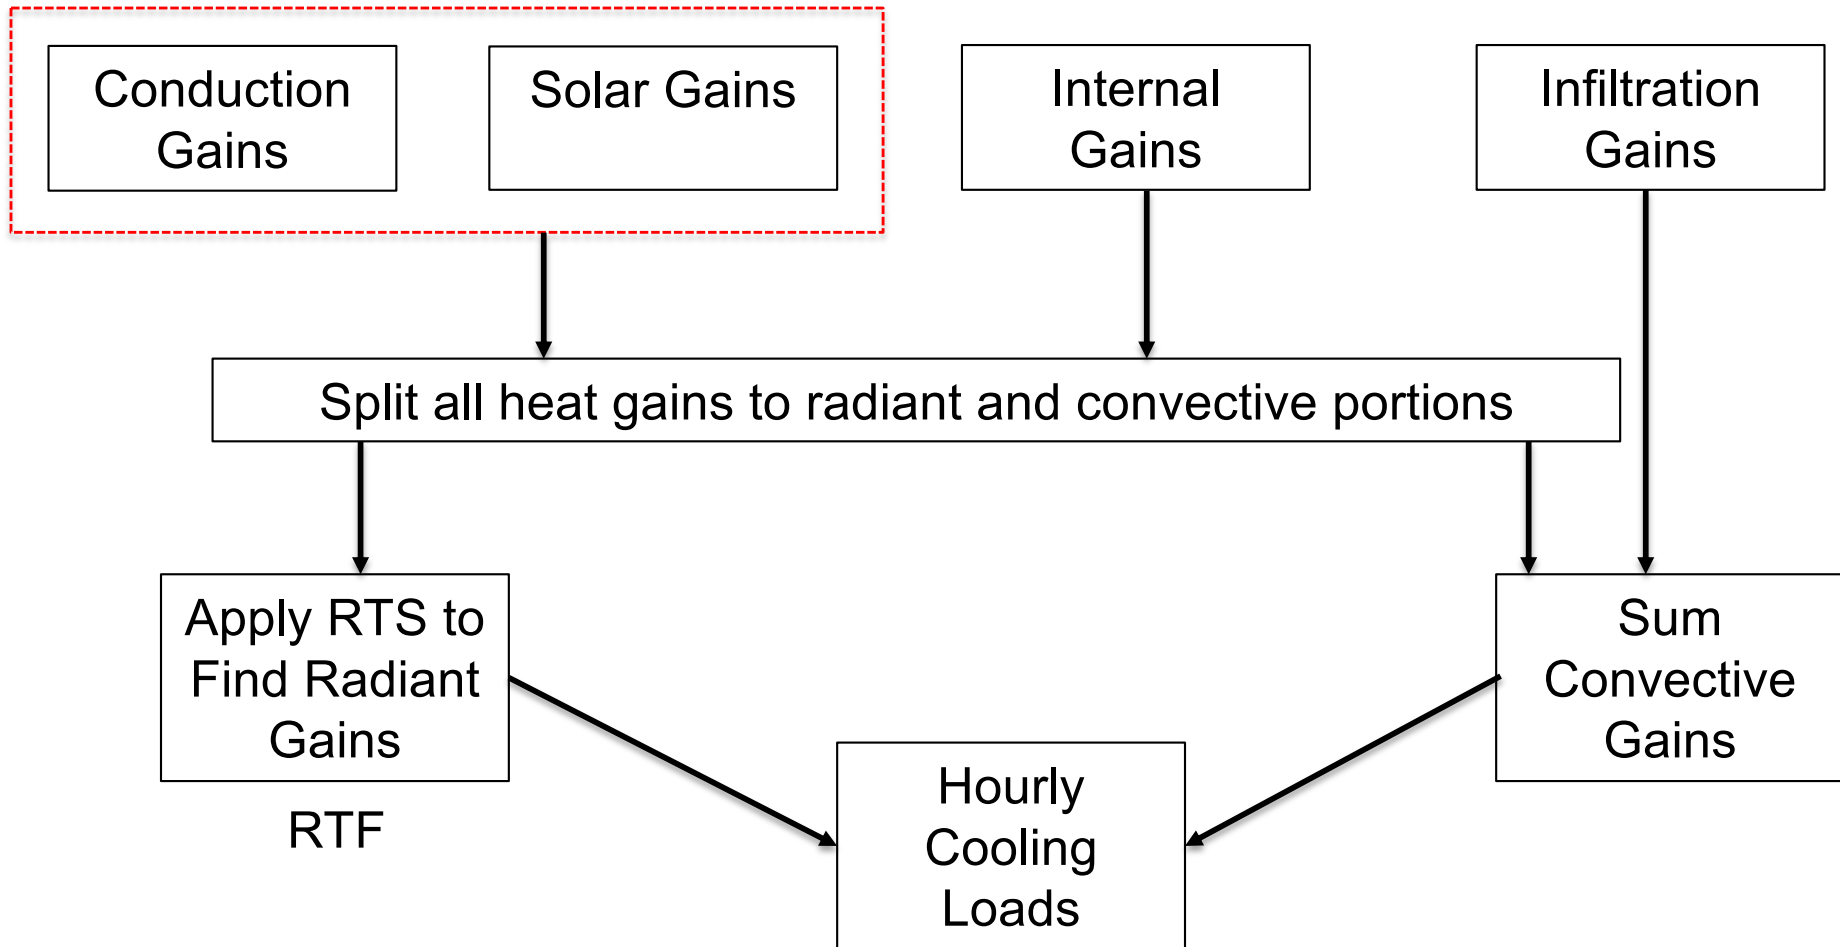 Conduction
Gains
Solar Gains
Internal
Gains
Infiltration
Gains
Split all heat gains to radiant and convective portions
Apply RTS to
Find Radiant
Gains
RTF
Sum
Convective
Gains
Hourly
Cooling
Loads